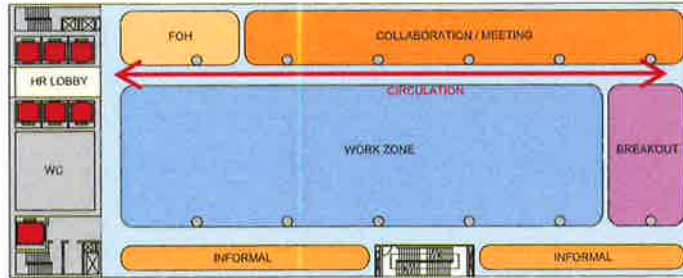 FOH
COLLABORATION / MEETING
HR LOBBY
CIRCULATION
WORK ZONE
BREAKOUT
WC
INFORMAL
INFORMAL